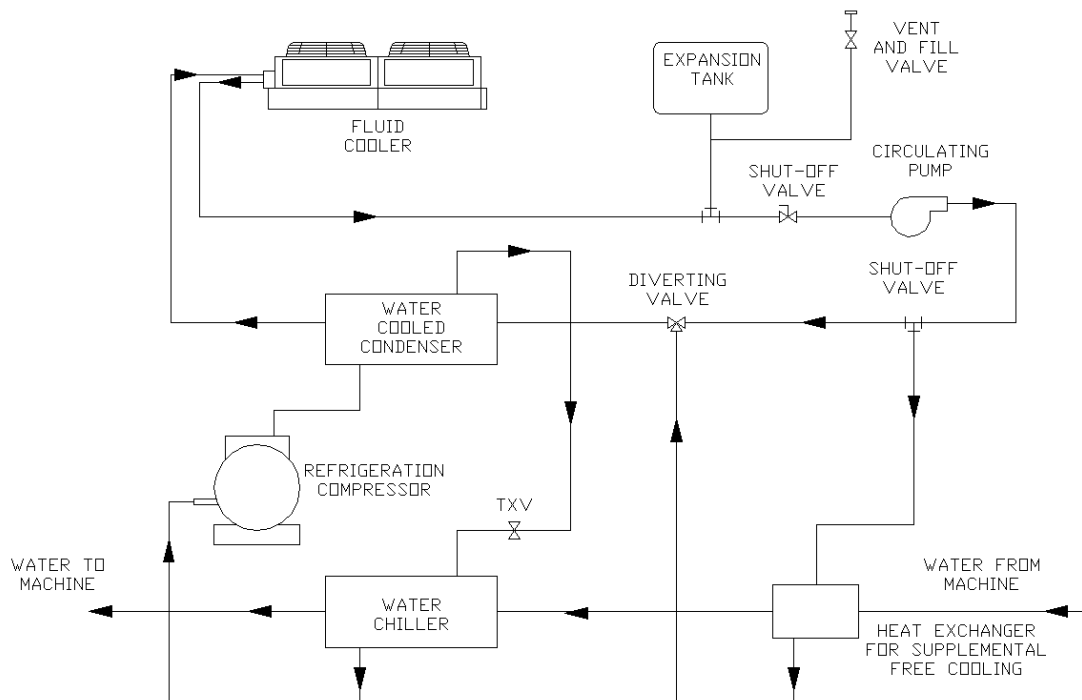 VENT
AND FILL
VALVE
EXPANSION
TANK
FLUID
COOLER
CIRCULATING
PUMP
SHUT-OFF
VALVE
SHUT-OFF
VALVE
DIVERTING
VALVE
WATER
COOLED
CONDENSER
REFRIGERATION
COMPRESSOR
TXV
WATER TO
MACHINE
WATER FROM
MACHINE
WATER
CHILLER
HEAT EXCHANGER
FOR SUPPLEMENTAL
FREE COOLING